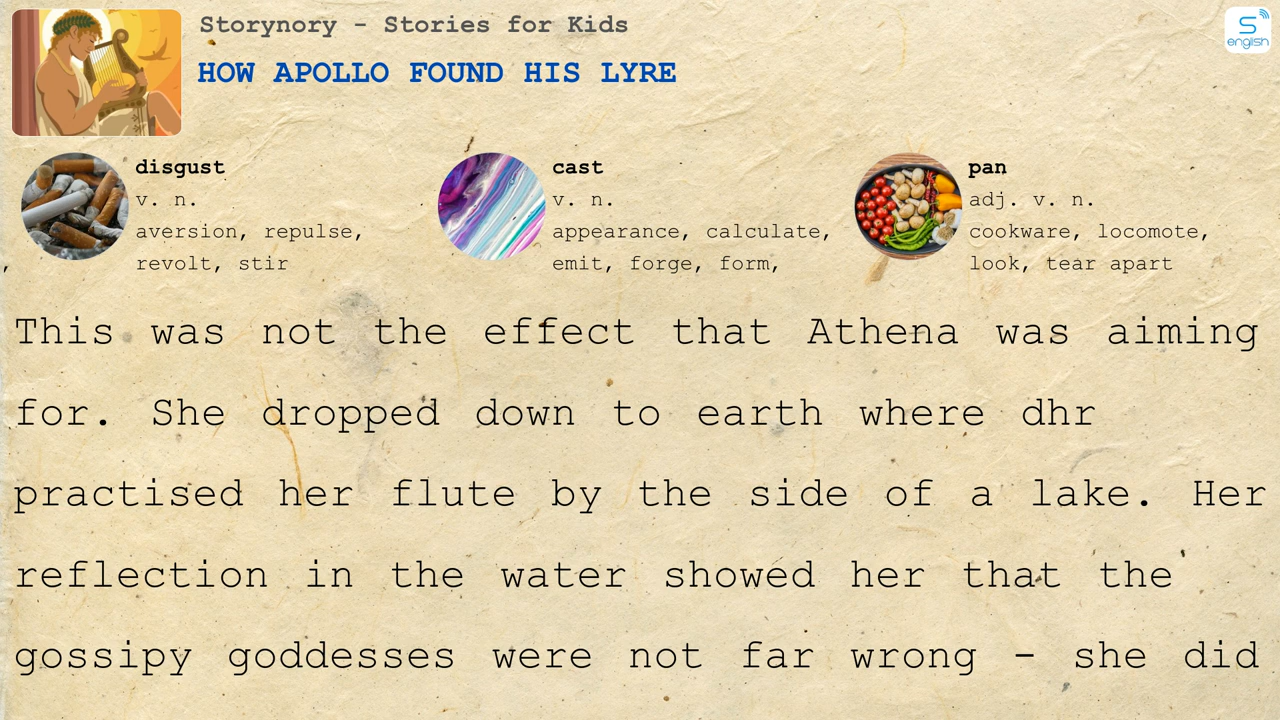 Storynory - Stories for Kids
HOW APOLLO FOUND HIS LYRE
S
english
disgust
v. n.
aversion, repulse,
revolt, stir
cast
v. n.
appearance, calculate,
emit, forge, form,
pan
adj. v. n.
cookware, locomote,
look, tear apart
,
This was not the effect that Athena was aiming
for. She dropped down to earth where dhr
practised her flute by the side of a lake. Her
reflection in the water showed her that the
gossipy goddesses were not far wrong - she did